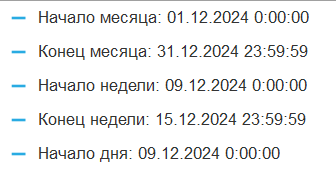 Начало месяца: 01.12.2024 0:00:00
Конец месяца: 31.12.2024 23:59:59
Начало недели: 09.12.2024 0:00:00
Конец недели: 15.12.2024 23:59:59
Начало дня: 09.12.2024 0:00:00